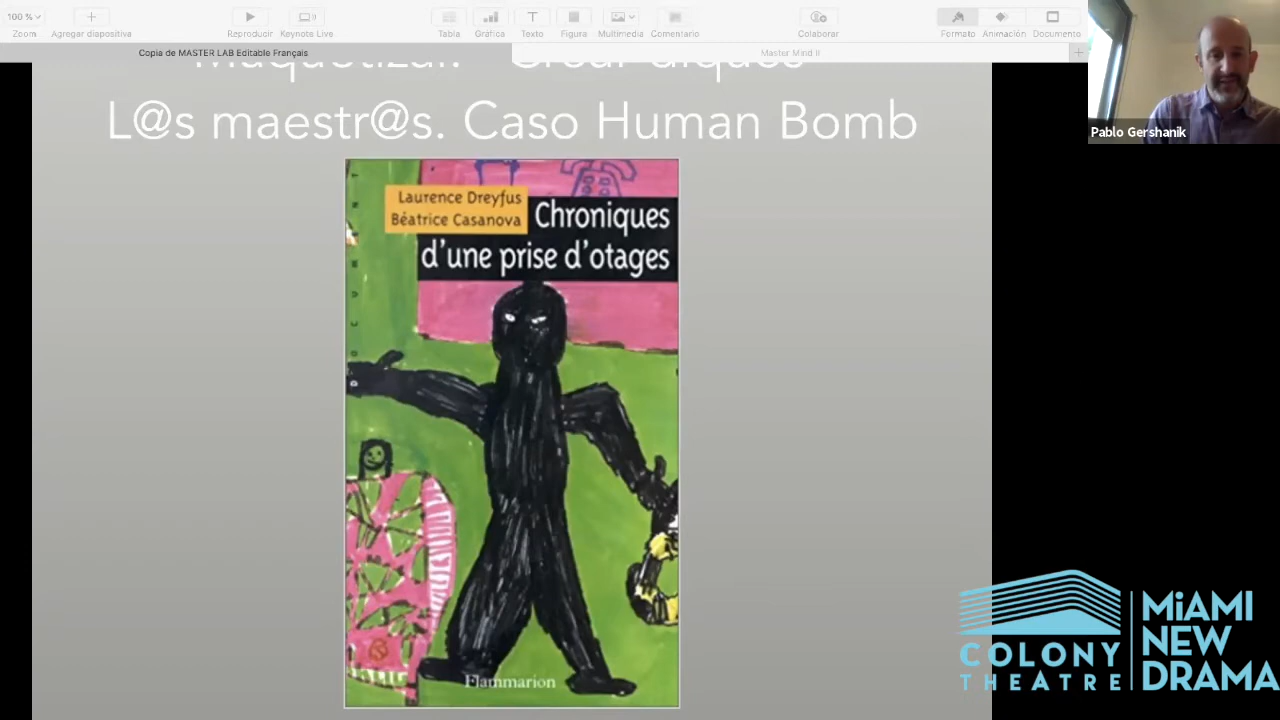 100 %
Zoom
Agregar diapositiva
Reproducir
Keynote Live
Tabla
Gráfica
Texto
Figura
Multimedia
Comentario
Colaborar
Formato
Animación
Documento
Copia de MASTER LAB Editable Français
Master Mind II
Pablo Gershanik
L@s maestr@s. Caso Human Bomb
Laurence Dreyfus
Béatrice Casanova
Chroniques
d'une prise d'otages
DOCUMENT
Flammarion
COLONY
THEATRE
MiAMI
NEW
DRAMA